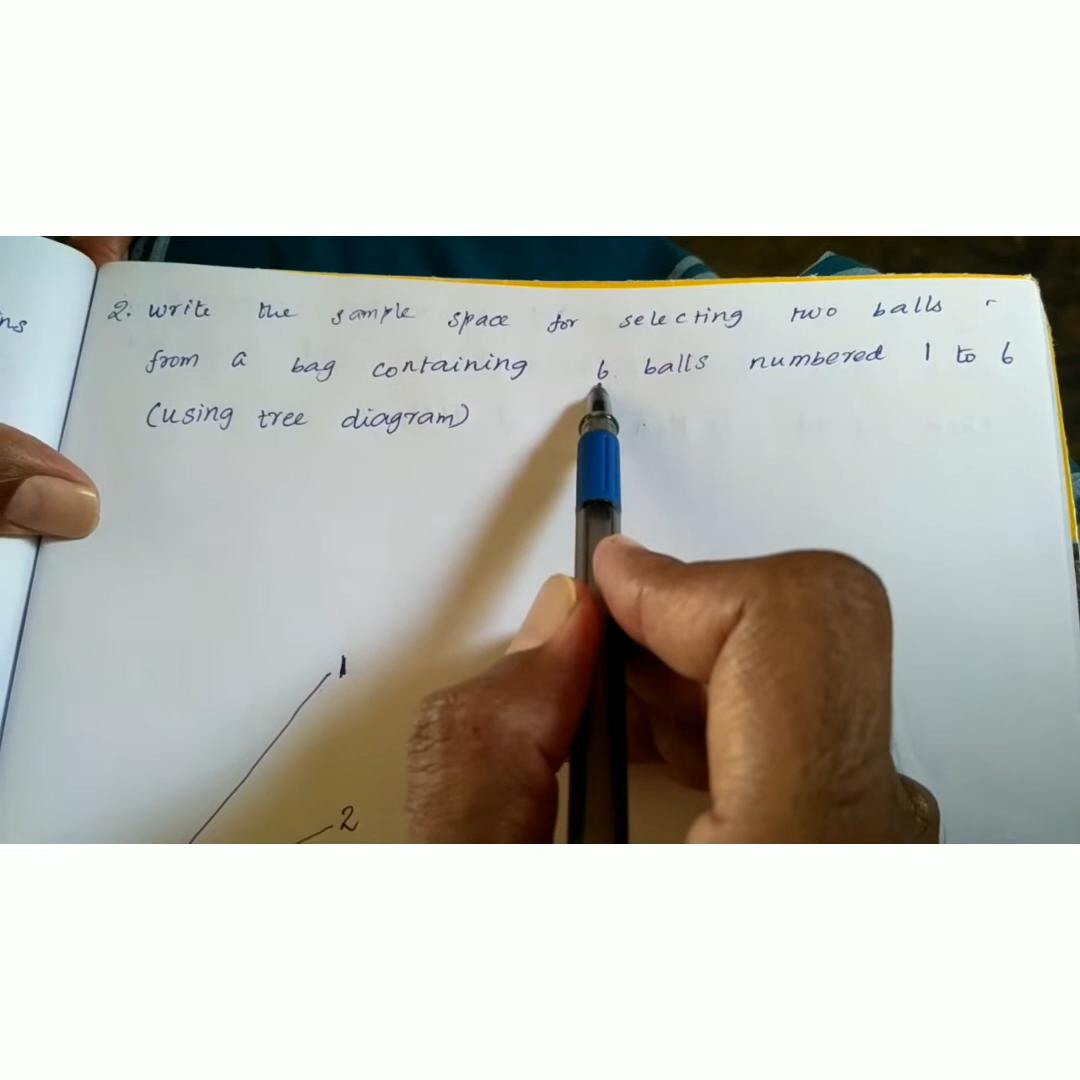 2. Write the sample space for selecting two balls
ns
from a bag containing 6. balls numbered 1 to 6
(using tree diagram)
1
2